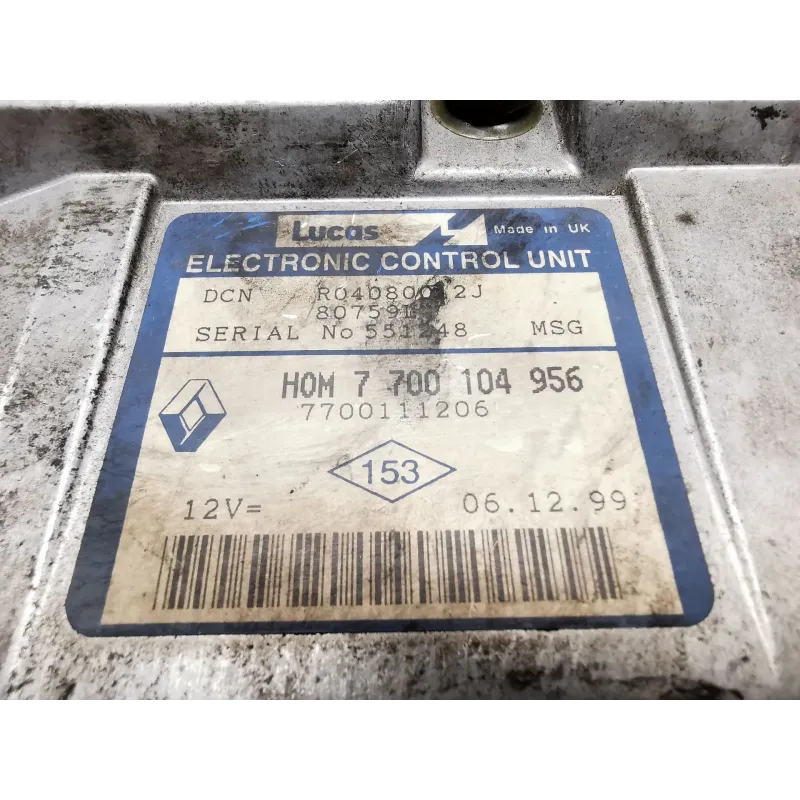 Lucas Made in UK
ELECTRONIC CONTROL UNIT
DCN R04080012J
SERIAL No MSG
HOM 7 700 104 956
7700111206
153
12V= 06.12.99